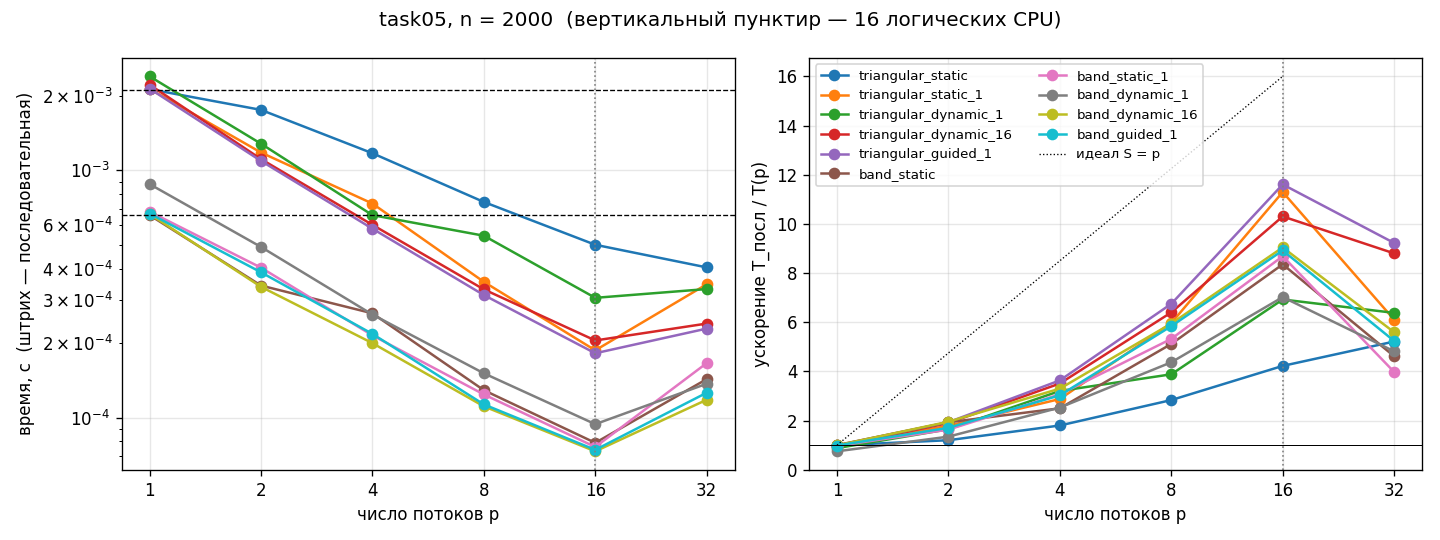 task05, n = 2000  (вертикальный пунктир — 16 логических CPU)
время, с  (штрих — последовательная)
2 × 10⁻³
10⁻³
6 × 10⁻⁴
4 × 10⁻⁴
3 × 10⁻⁴
2 × 10⁻⁴
10⁻⁴
1 2 4 8 16 32
число потоков p
ускорение T_посл / T(p)
16
14
12
10
8
6
4
2
0
triangular_static
triangular_static_1
triangular_dynamic_1
triangular_dynamic_16
triangular_guided_1
band_static
band_static_1
band_dynamic_1
band_dynamic_16
band_guided_1
идеал S = p
1 2 4 8 16 32
число потоков p